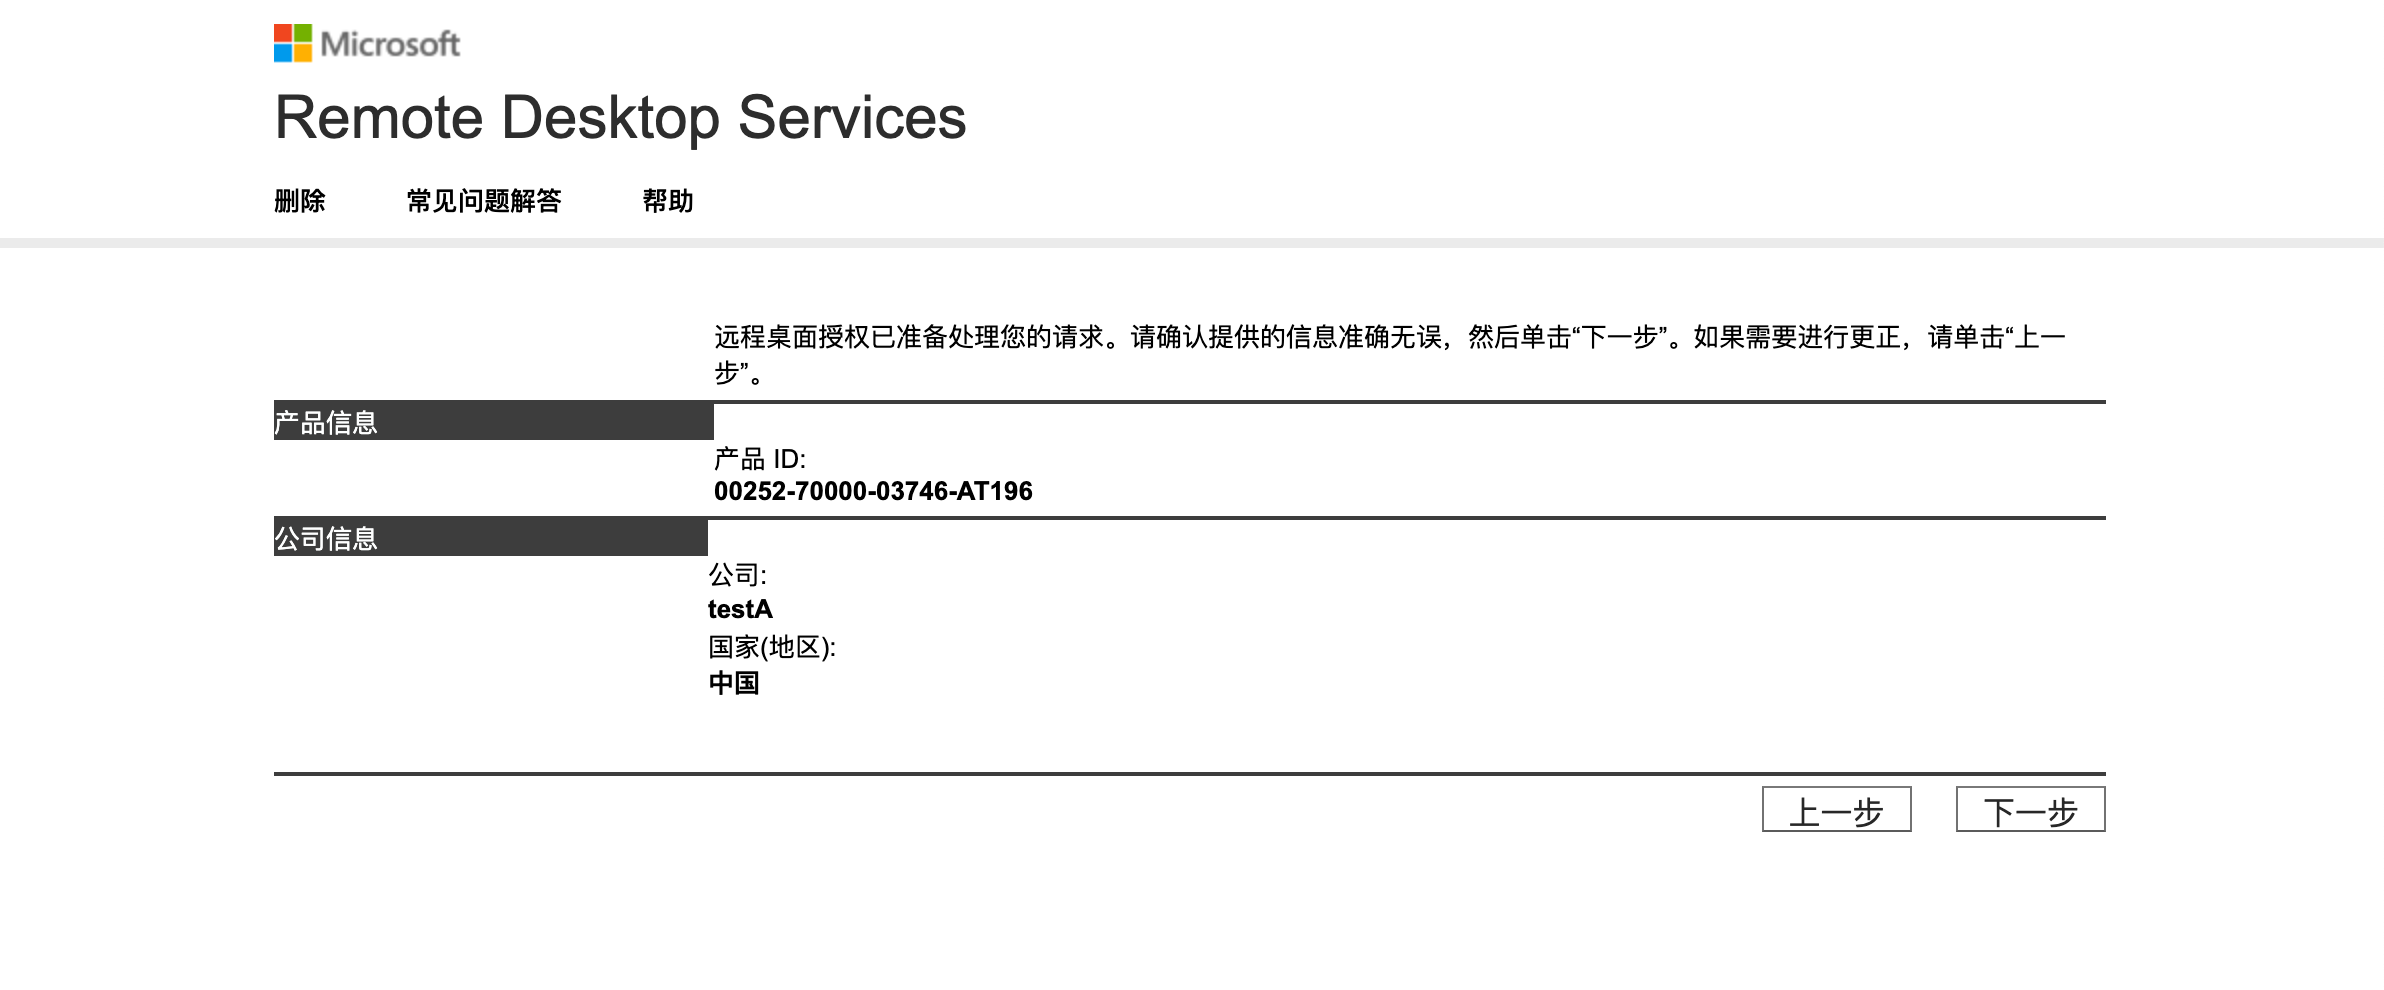 Microsoft
Remote Desktop Services
删除 常见问题解答 帮助
远程桌面授权已准备处理您的请求。请确认提供的信息准确无误，然后单击“下一步”。如果需要进行更正，请单击“上一
步”。
产品信息
产品 ID:
00252-70000-03746-AT196
公司信息
公司:
testA
国家(地区):
中国
上一步 下一步